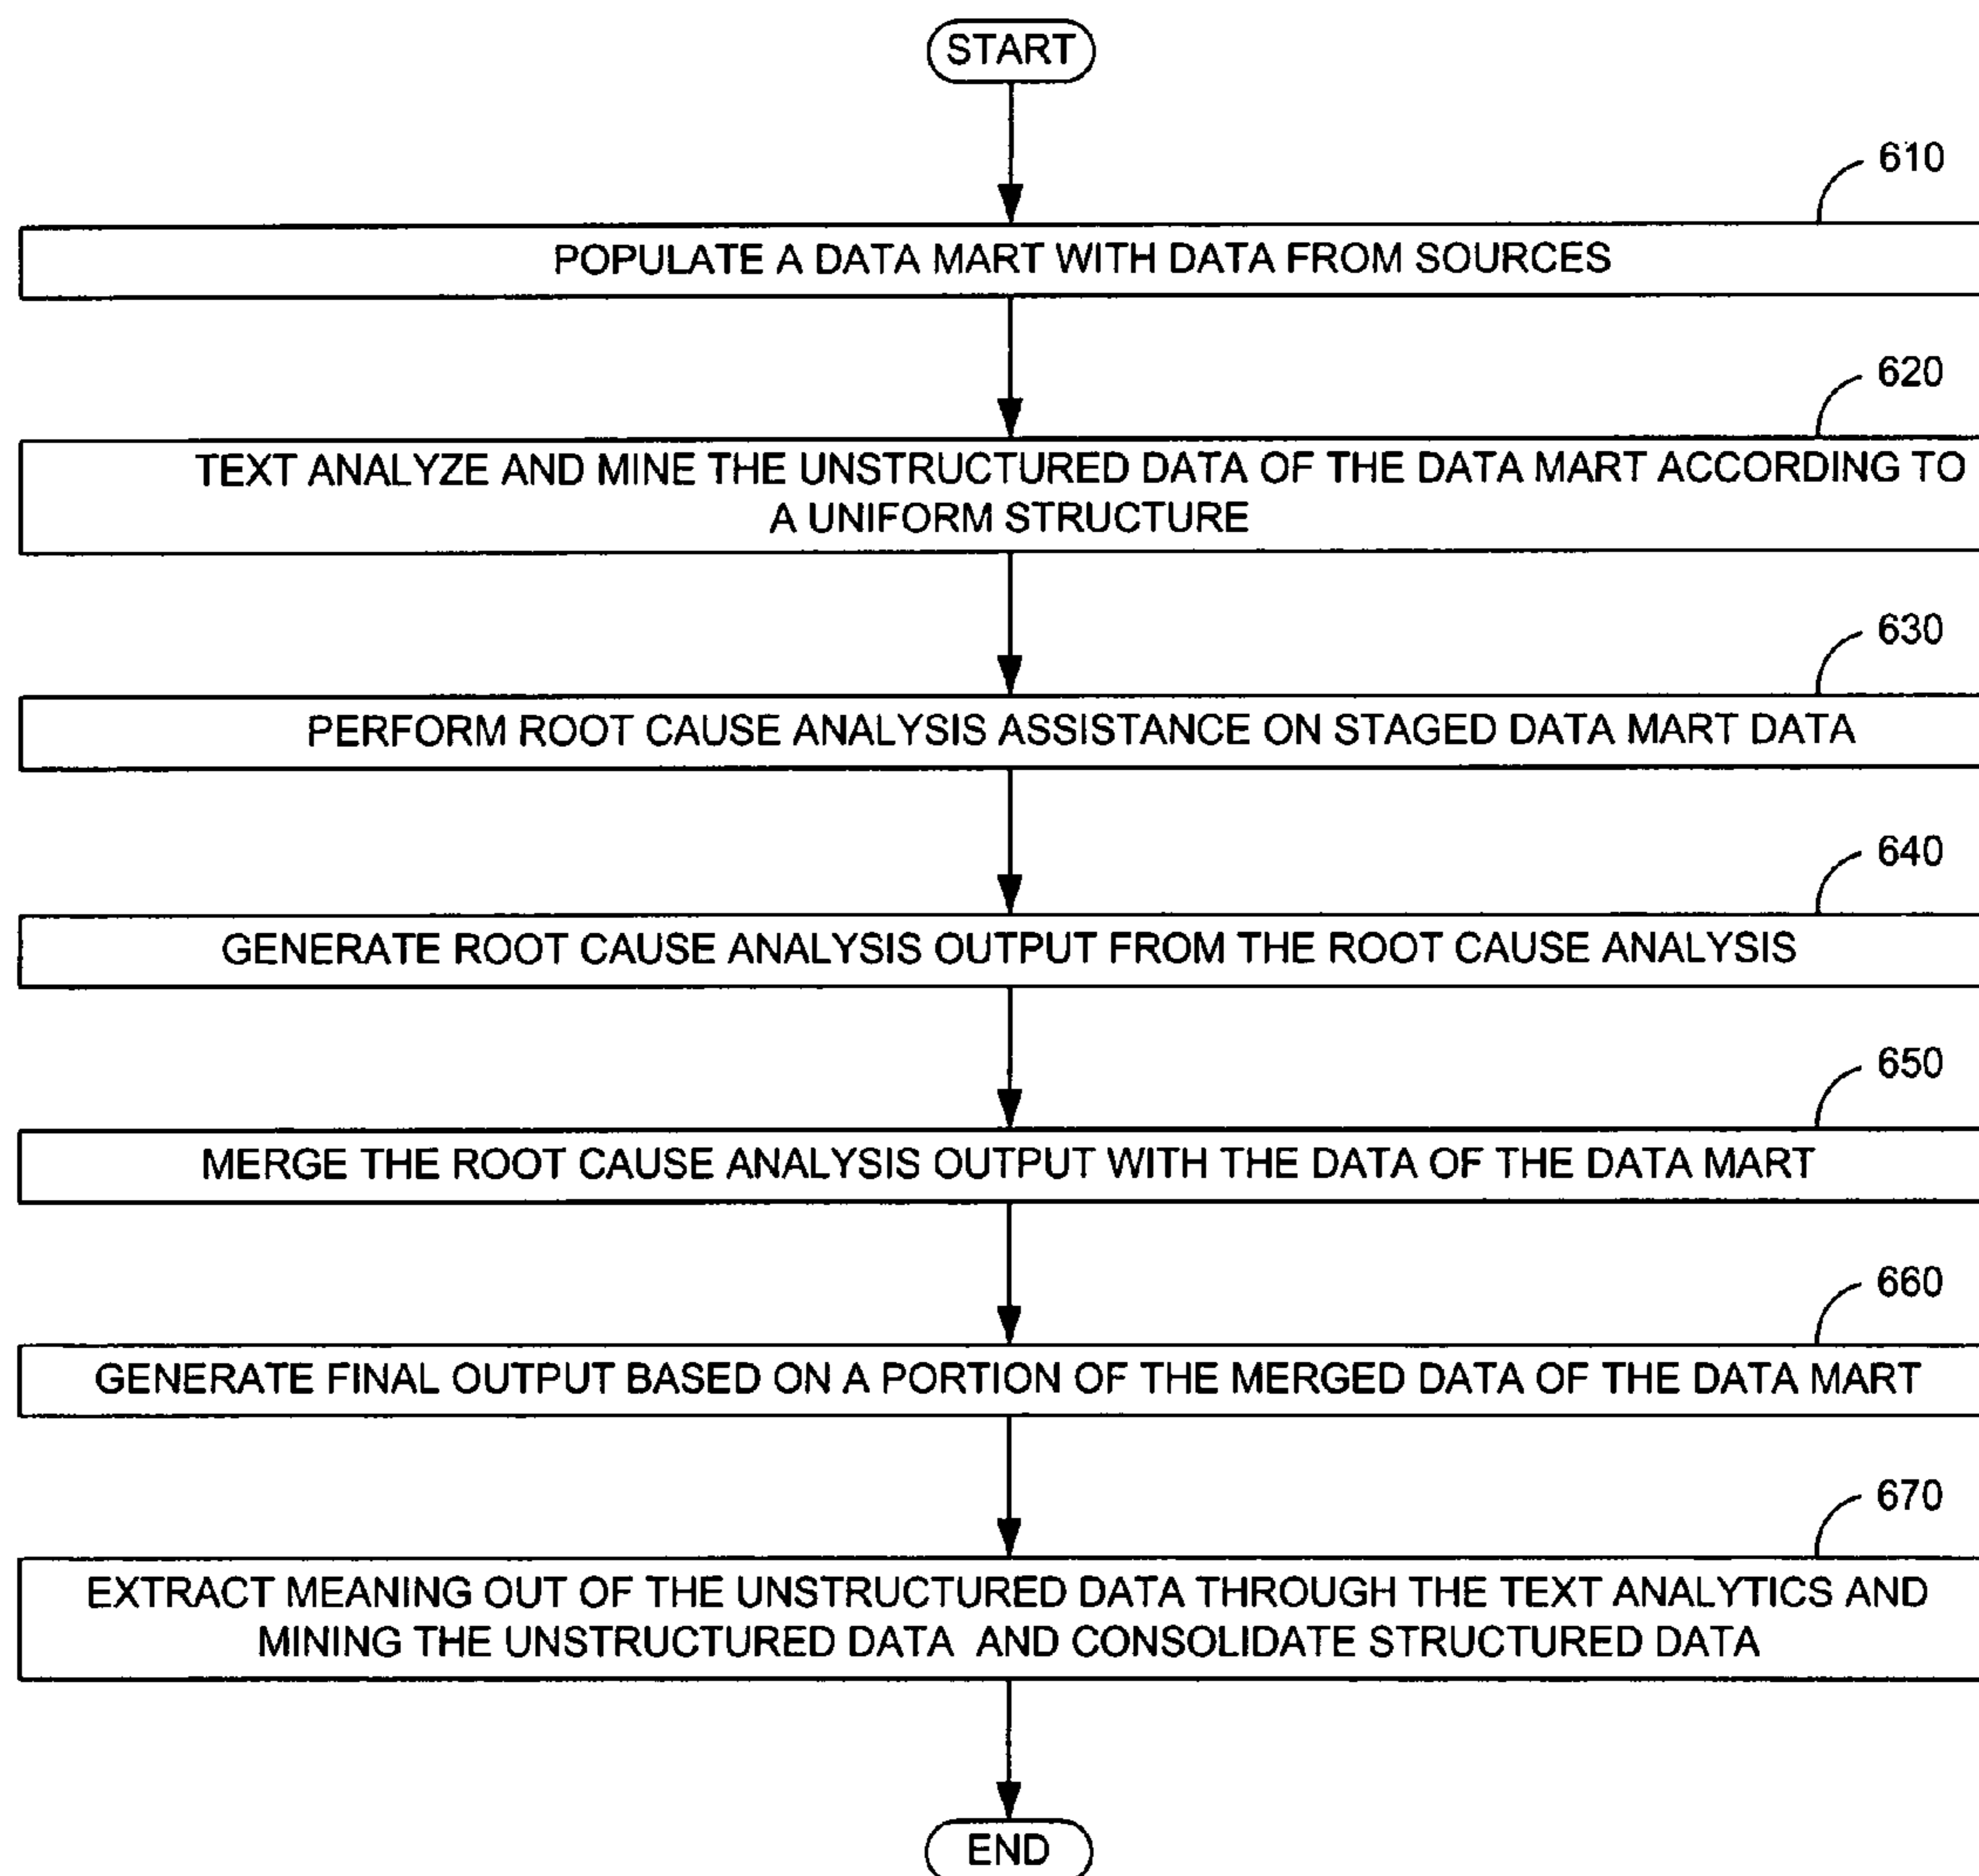 START
610
POPULATE A DATA MART WITH DATA FROM SOURCES
620
TEXT ANALYZE AND MINE THE UNSTRUCTURED DATA OF THE DATA MART ACCORDING TO
A UNIFORM STRUCTURE
630
PERFORM ROOT CAUSE ANALYSIS ASSISTANCE ON STAGED DATA MART DATA
640
GENERATE ROOT CAUSE ANALYSIS OUTPUT FROM THE ROOT CAUSE ANALYSIS
650
MERGE THE ROOT CAUSE ANALYSIS OUTPUT WITH THE DATA OF THE DATA MART
660
GENERATE FINAL OUTPUT BASED ON A PORTION OF THE MERGED DATA OF THE DATA MART
670
EXTRACT MEANING OUT OF THE UNSTRUCTURED DATA THROUGH THE TEXT ANALYTICS AND
MINING THE UNSTRUCTURED DATA AND CONSOLIDATE STRUCTURED DATA
END